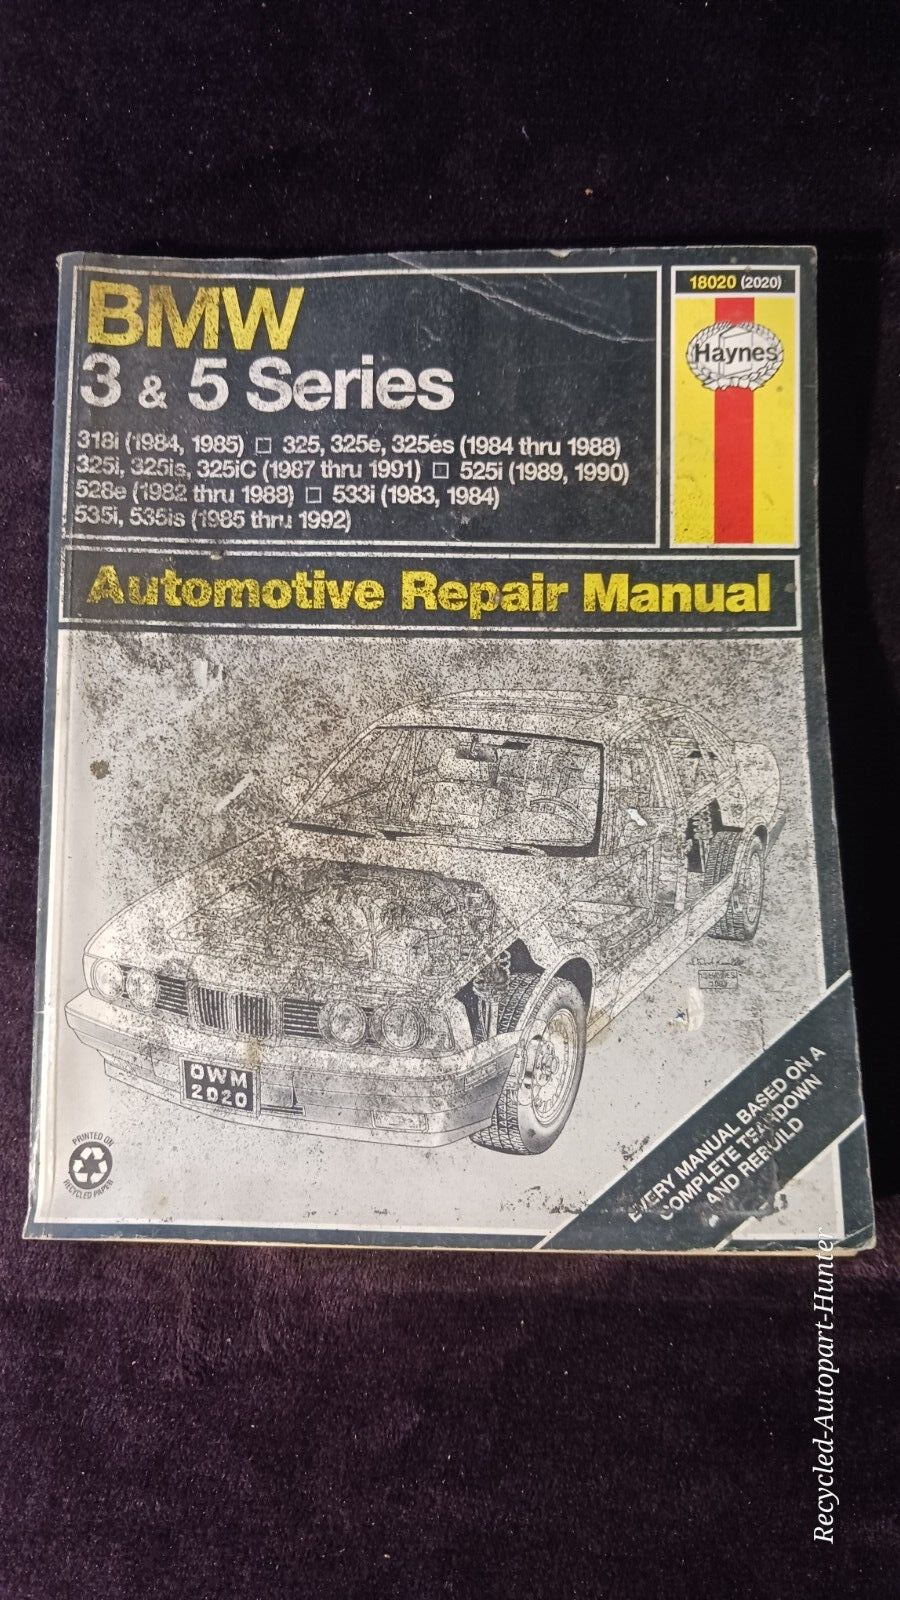 BMW
3 & 5 Series
318i (1984, 1985) □ 325, 325e, 325es (1984 thru 1988)
325i, 325is, 325iC (1987 thru 1991) □ 525i (1989, 1990)
528e (1982 thru 1988) □ 533i (1983, 1984)
535i, 535is (1985 thru 1992)
18020 (2020)
Haynes
Automotive Repair Manual
OWM
2020
PRINTED ON
RECYCLED PAPER
EVERY MANUAL BASED ON A
COMPLETE TEARDOWN
AND REBUILD
Recycled-Autopart-Hunter